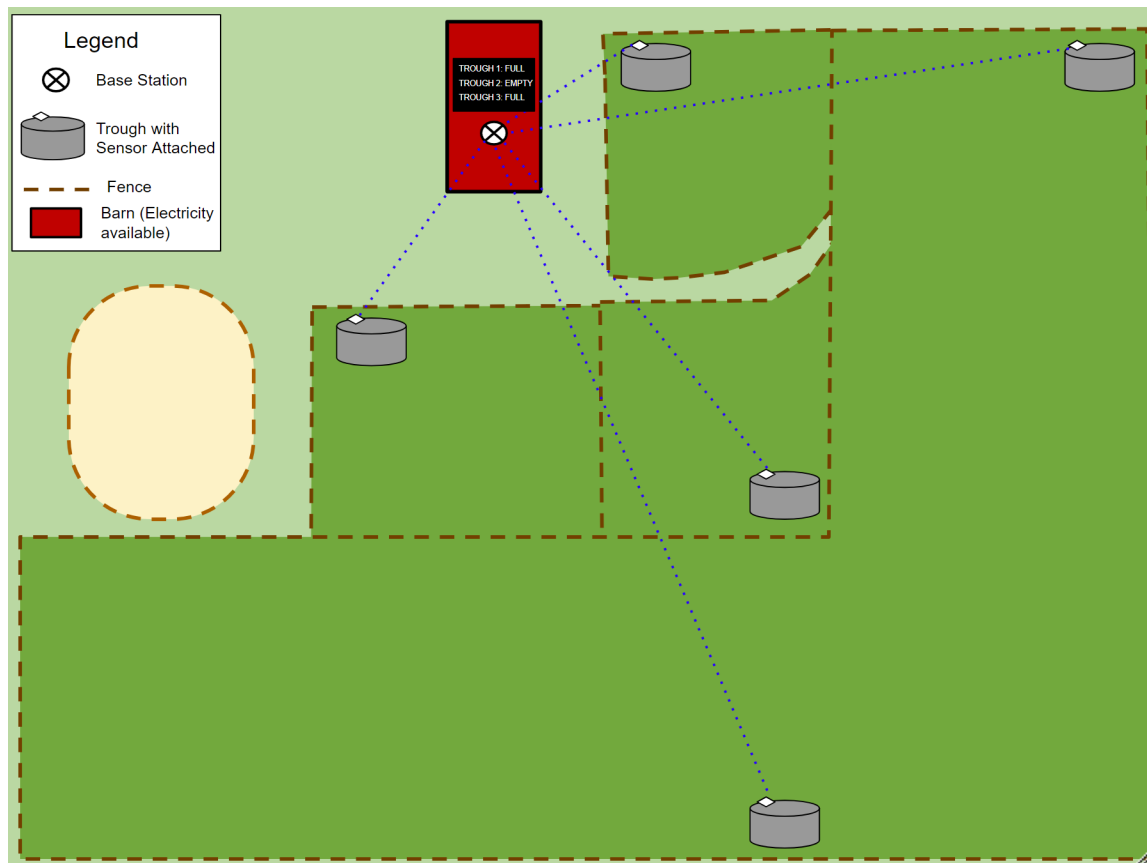 Legend
Base Station
Trough with
Sensor Attached
Fence
Barn (Electricity
available)
TROUGH 1: FULL
TROUGH 2: EMPTY
TROUGH 3: FULL